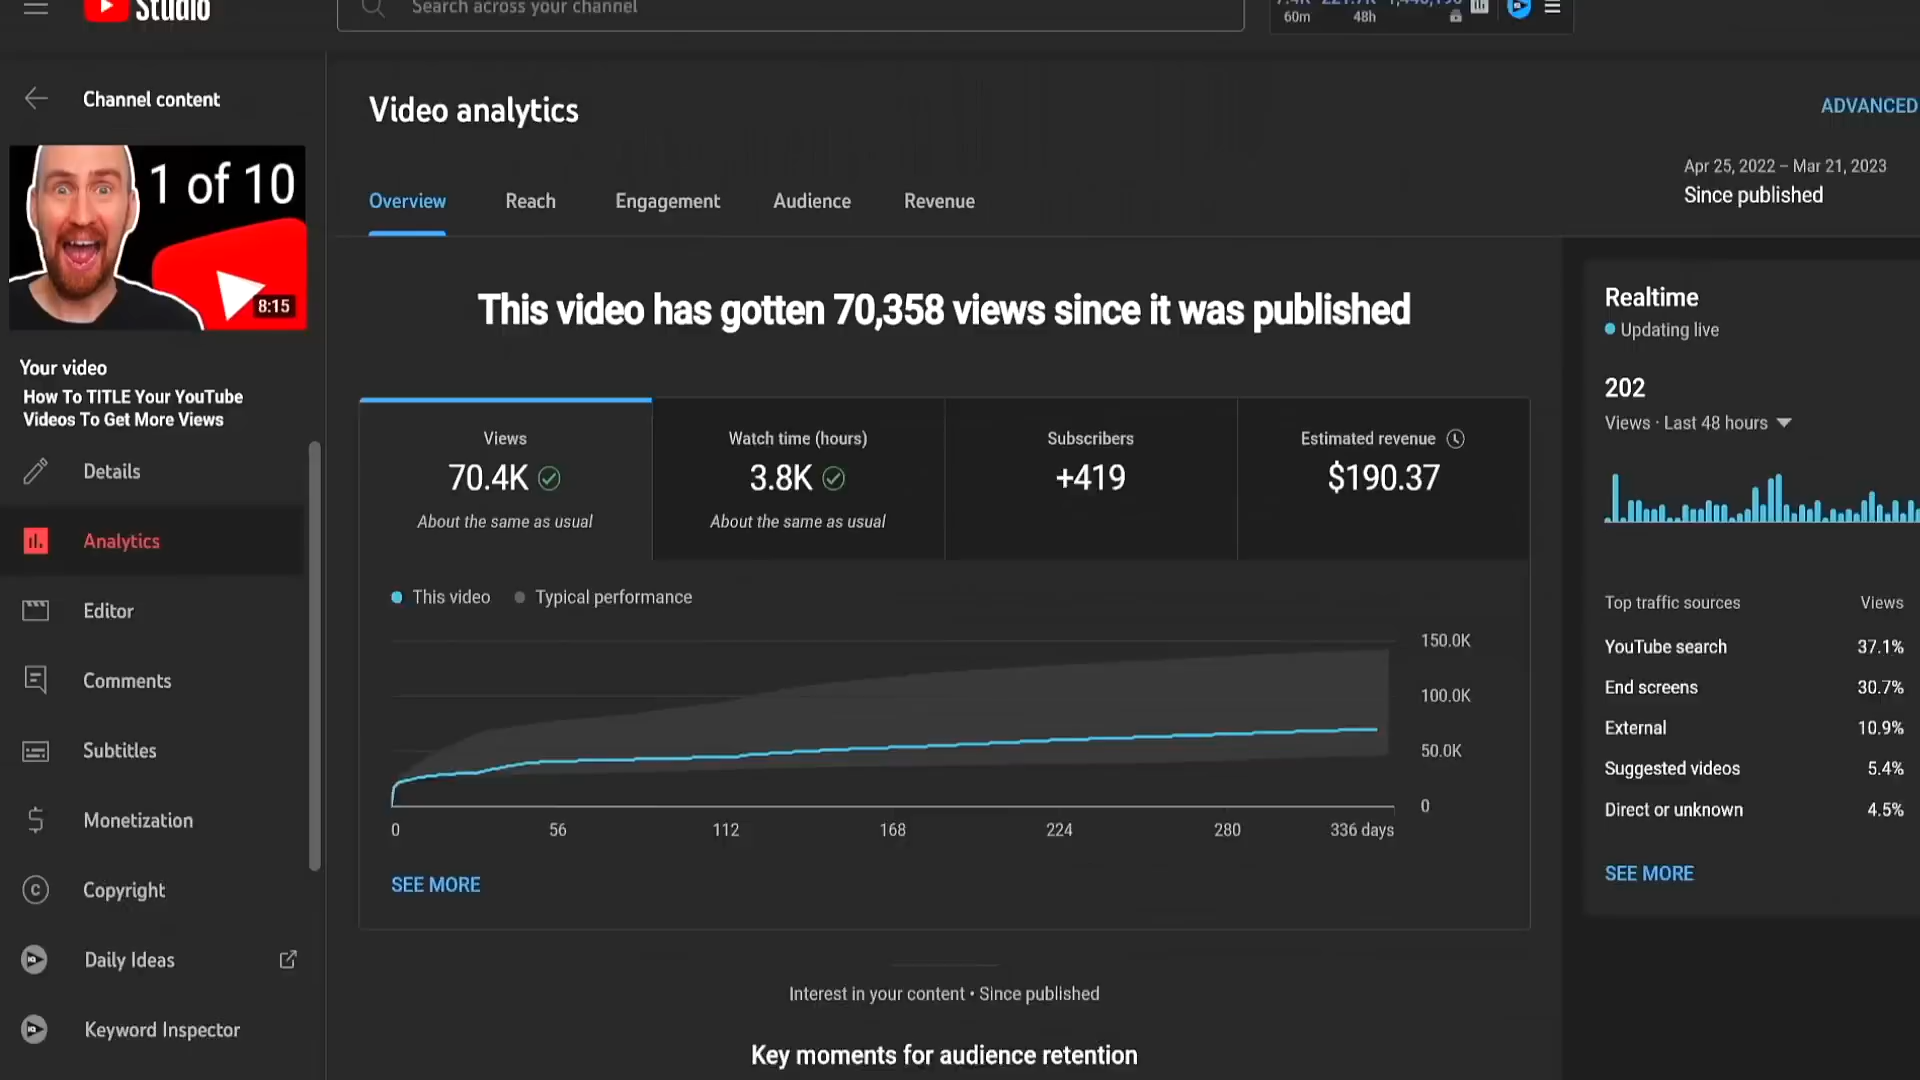 Studio
Search across your channel
60m 48h
Channel content
1 of 10
8:15
Your video
How To TITLE Your YouTube
Videos To Get More Views
Details
Analytics
Editor
Comments
Subtitles
Monetization
Copyright
Daily Ideas
Keyword Inspector
Video analytics
ADVANCED
Apr 25, 2022 – Mar 21, 2023
Since published
Overview Reach Engagement Audience Revenue
This video has gotten 70,358 views since it was published
Views
70.4K
About the same as usual
Watch time (hours)
3.8K
About the same as usual
Subscribers
+419
Estimated revenue
$190.37
This video Typical performance
150.0K
100.0K
50.0K
0
0 56 112 168 224 280 336 days
SEE MORE
Interest in your content • Since published
Key moments for audience retention
Realtime
Updating live
202
Views · Last 48 hours
Top traffic sources Views
YouTube search 37.1%
End screens 30.7%
External 10.9%
Suggested videos 5.4%
Direct or unknown 4.5%
SEE MORE